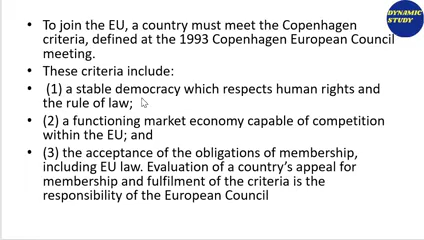 DYNAMIC
STUDY
• To join the EU, a country must meet the Copenhagen
criteria, defined at the 1993 Copenhagen European Council
meeting.
• These criteria include:
• (1) a stable democracy which respects human rights and
the rule of law;
• (2) a functioning market economy capable of competition
within the EU; and
• (3) the acceptance of the obligations of membership,
including EU law. Evaluation of a country's appeal for
membership and fulfilment of the criteria is the
responsibility of the European Council